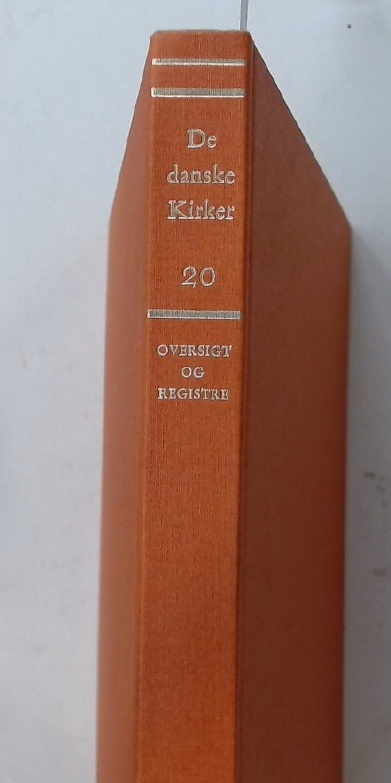 De
danske
Kirker
20
OVERSIGT
OG
REGISTRE